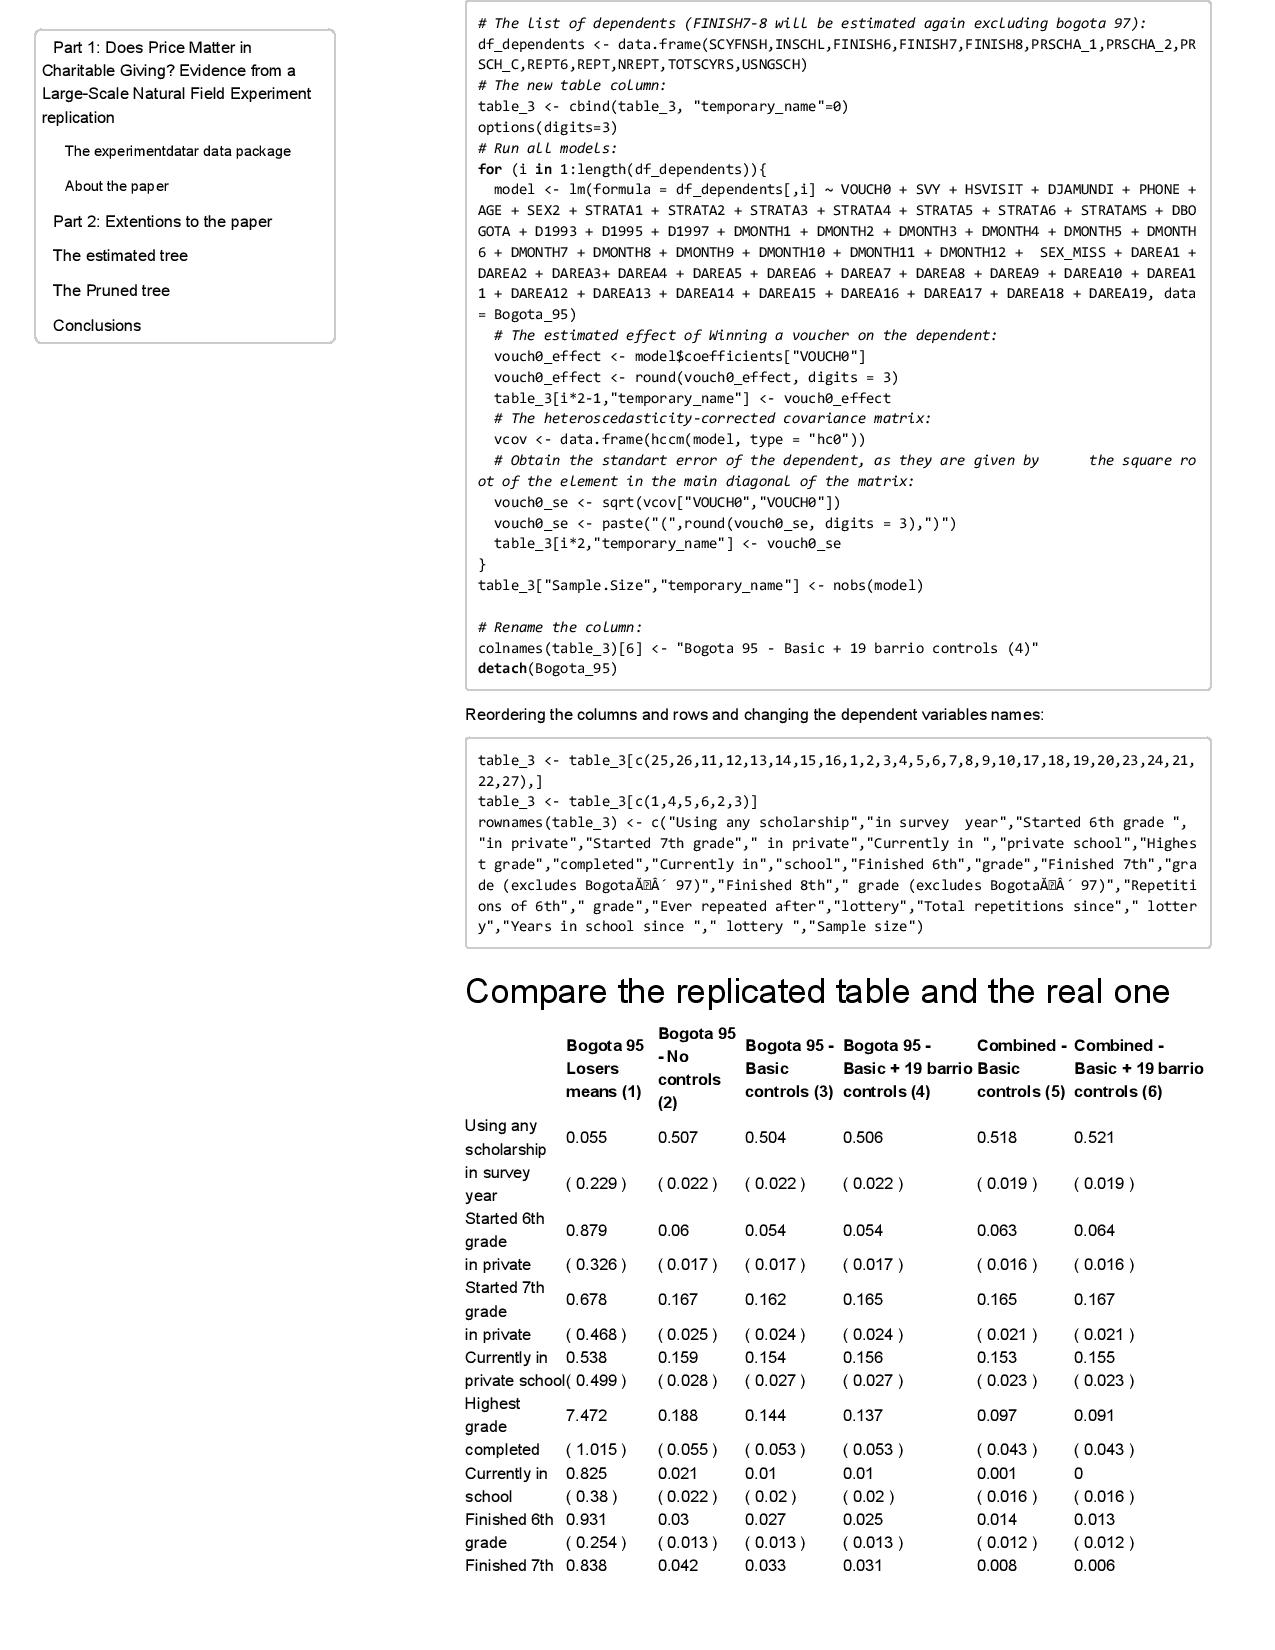 Part 1: Does Price Matter in
Charitable Giving? Evidence from a
Large-Scale Natural Field Experiment
replication
The experimentdatar data package
About the paper
Part 2: Extentions to the paper
The estimated tree
The Pruned tree
Conclusions
# The list of dependents (FINISH7-8 will be estimated again excluding bogota 97):
df_dependents <- data.frame(SCYFNSH,INSCHL,FINISH6,FINISH7,FINISH8,PRSCHA_1,PRSCHA_2,PR
SCH_C,REPT6,REPT,NREPT,TOTSCYRS,USNGSCH)
# The new table column:
table_3 <- cbind(table_3, "temporary_name"=0)
options(digits=3)
# Run all models:
for (i in 1:length(df_dependents)){
model <- lm(formula = df_dependents[,i] ~ VOUCH0 + SVY + HSVISIT + DJAMUNDI + PHONE +
AGE + SEX2 + STRATA1 + STRATA2 + STRATA3 + STRATA4 + STRATA5 + STRATA6 + STRATAMS + DBO
GOTA + D1993 + D1995 + D1997 + DMONTH1 + DMONTH2 + DMONTH3 + DMONTH4 + DMONTH5 + DMONTH
6 + DMONTH7 + DMONTH8 + DMONTH9 + DMONTH10 + DMONTH11 + DMONTH12 +  SEX_MISS + DAREA1 +
DAREA2 + DAREA3+ DAREA4 + DAREA5 + DAREA6 + DAREA7 + DAREA8 + DAREA9 + DAREA10 + DAREA1
1 + DAREA12 + DAREA13 + DAREA14 + DAREA15 + DAREA16 + DAREA17 + DAREA18 + DAREA19, data
= Bogota_95)
# The estimated effect of Winning a voucher on the dependent:
vouch0_effect <- model$coefficients["VOUCH0"]
vouch0_effect <- round(vouch0_effect, digits = 3)
table_3[i*2-1,"temporary_name"] <- vouch0_effect
# The heteroscedasticity-corrected covariance matrix:
vcov <- data.frame(hccm(model, type = "hc0"))
# Obtain the standart error of the dependent, as they are given by      the square ro
ot of the element in the main diagonal of the matrix:
vouch0_se <- sqrt(vcov["VOUCH0","VOUCH0"])
vouch0_se <- paste("(",round(vouch0_se, digits = 3),")")
table_3[i*2,"temporary_name"] <- vouch0_se
}
table_3["Sample.Size","temporary_name"] <- nobs(model)
# Rename the column:
colnames(table_3)[6] <- "Bogota 95 - Basic + 19 barrio controls (4)"
detach(Bogota_95)
Reordering the columns and rows and changing the dependent variables names:
table_3 <- table_3[c(25,26,11,12,13,14,15,16,1,2,3,4,5,6,7,8,9,10,17,18,19,20,23,24,21,
22,27),]
table_3 <- table_3[c(1,4,5,6,2,3)]
rownames(table_3) <- c("Using any scholarship","in survey  year","Started 6th grade ",
"in private","Started 7th grade"," in private","Currently in ","private school","Highes
t grade","completed","Currently in","school","Finished 6th","grade","Finished 7th","gra
de (excludes BogotaÃ Â´ 97)","Finished 8th"," grade (excludes BogotaÃ Â´ 97)","Repetiti
ons of 6th"," grade","Ever repeated after","lottery","Total repetitions since"," lotter
y","Years in school since "," lottery ","Sample size")
Compare the replicated table and the real one
Bogota 95 Losers means (1) Bogota 95 - No controls (2) Bogota 95 - Basic controls (3) Bogota 95 - Basic + 19 barrio controls (4) Combined - Basic controls (5) Combined - Basic + 19 barrio controls (6)
Using any scholarship 0.055 0.507 0.504 0.506 0.518 0.521
in survey year ( 0.229 ) ( 0.022 ) ( 0.022 ) ( 0.022 ) ( 0.019 ) ( 0.019 )
Started 6th grade 0.879 0.06 0.054 0.054 0.063 0.064
in private ( 0.326 ) ( 0.017 ) ( 0.017 ) ( 0.017 ) ( 0.016 ) ( 0.016 )
Started 7th grade 0.678 0.167 0.162 0.165 0.165 0.167
in private ( 0.468 ) ( 0.025 ) ( 0.024 ) ( 0.024 ) ( 0.021 ) ( 0.021 )
Currently in 0.538 0.159 0.154 0.156 0.153 0.155
private school ( 0.499 ) ( 0.028 ) ( 0.027 ) ( 0.027 ) ( 0.023 ) ( 0.023 )
Highest grade 7.472 0.188 0.144 0.137 0.097 0.091
completed ( 1.015 ) ( 0.055 ) ( 0.053 ) ( 0.053 ) ( 0.043 ) ( 0.043 )
Currently in 0.825 0.021 0.01 0.01 0.001 0
school ( 0.38 ) ( 0.022 ) ( 0.02 ) ( 0.02 ) ( 0.016 ) ( 0.016 )
Finished 6th 0.931 0.03 0.027 0.025 0.014 0.013
grade ( 0.254 ) ( 0.013 ) ( 0.013 ) ( 0.013 ) ( 0.012 ) ( 0.012 )
Finished 7th 0.838 0.042 0.033 0.031 0.008 0.006